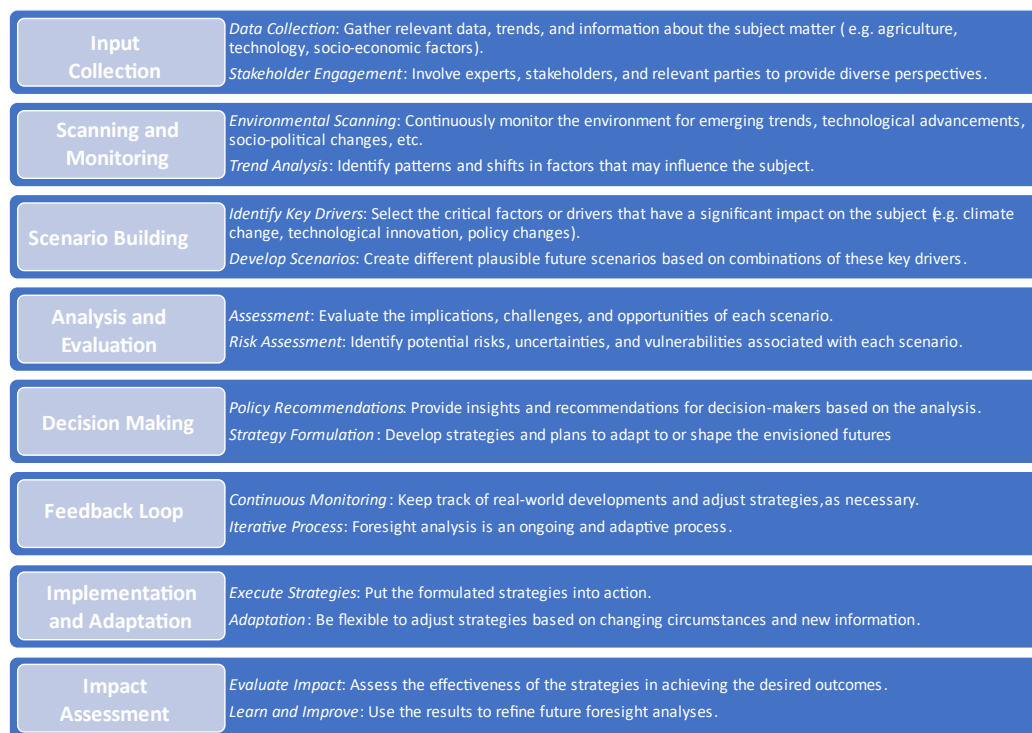 Input
Collection
Data Collection: Gather relevant data, trends, and information about the subject matter ( e.g. agriculture,
technology, socio-economic factors).
Stakeholder Engagement: Involve experts, stakeholders, and relevant parties to provide diverse perspectives.
Scanning and
Monitoring
Environmental Scanning: Continuously monitor the environment for emerging trends, technological advancements,
socio-political changes, etc.
Trend Analysis: Identify patterns and shifts in factors that may influence the subject.
Scenario Building
Identify Key Drivers: Select the critical factors or drivers that have a significant impact on the subject (e.g. climate
change, technological innovation, policy changes).
Develop Scenarios: Create different plausible future scenarios based on combinations of these key drivers.
Analysis and
Evaluation
Assessment: Evaluate the implications, challenges, and opportunities of each scenario.
Risk Assessment: Identify potential risks, uncertainties, and vulnerabilities associated with each scenario.
Decision Making
Policy Recommendations: Provide insights and recommendations for decision-makers based on the analysis.
Strategy Formulation: Develop strategies and plans to adapt to or shape the envisioned futures
Feedback Loop
Continuous Monitoring: Keep track of real-world developments and adjust strategies, as necessary.
Iterative Process: Foresight analysis is an ongoing and adaptive process.
Implementation
and Adaptation
Execute Strategies: Put the formulated strategies into action.
Adaptation: Be flexible to adjust strategies based on changing circumstances and new information.
Impact
Assessment
Evaluate Impact: Assess the effectiveness of the strategies in achieving the desired outcomes.
Learn and Improve: Use the results to refine future foresight analyses.